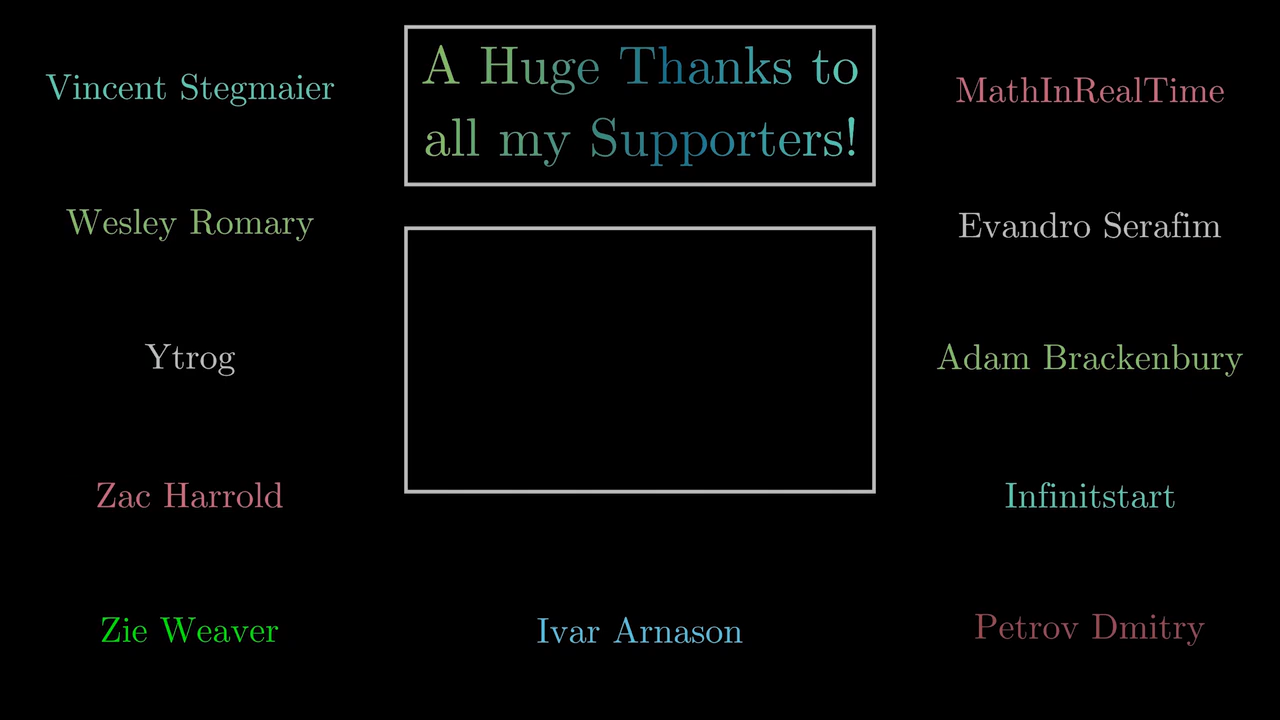 A Huge Thanks to
all my Supporters!
Vincent Stegmaier
MathInRealTime
Wesley Romary
Evandro Serafim
Ytrog
Adam Brackenbury
Zac Harrold
Infinitstart
Zie Weaver
Ivar Arnason
Petrov Dmitry